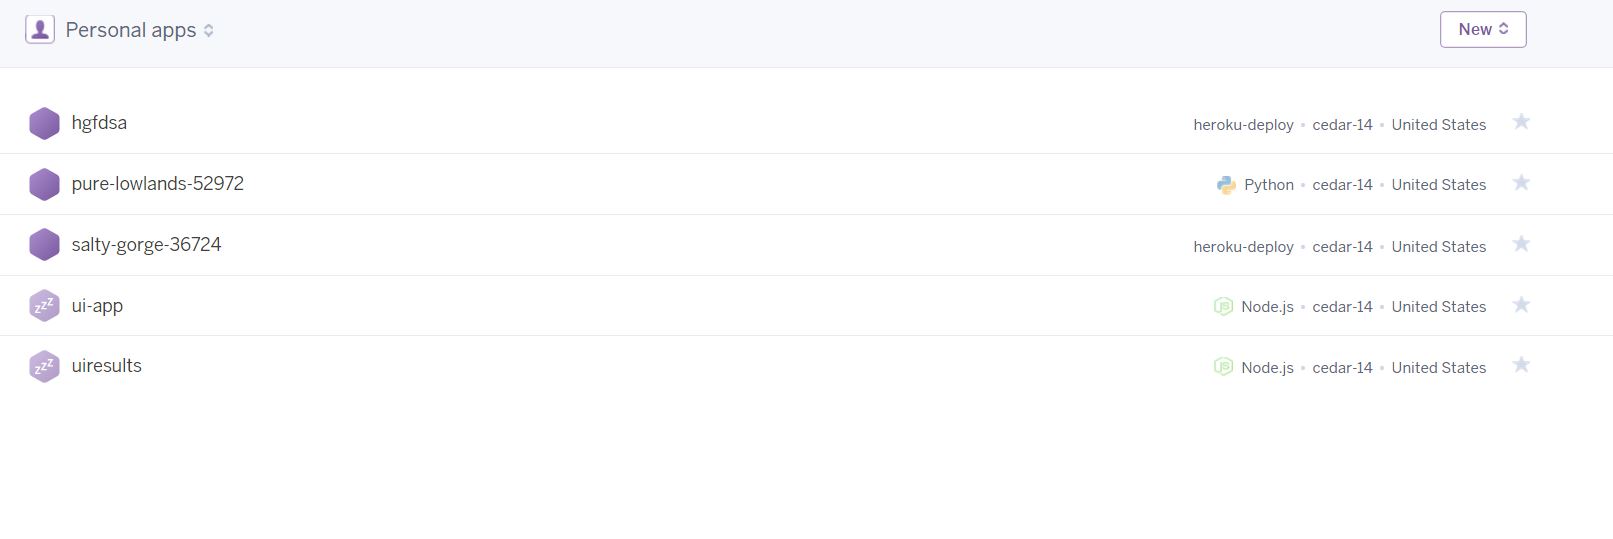 Personal apps
New
hgfdsa
heroku-deploy • cedar-14 • United States
pure-lowlands-52972
Python • cedar-14 • United States
salty-gorge-36724
heroku-deploy • cedar-14 • United States
zzz
ui-app
JS
Node.js • cedar-14 • United States
zzz
uiresults
JS
Node.js • cedar-14 • United States